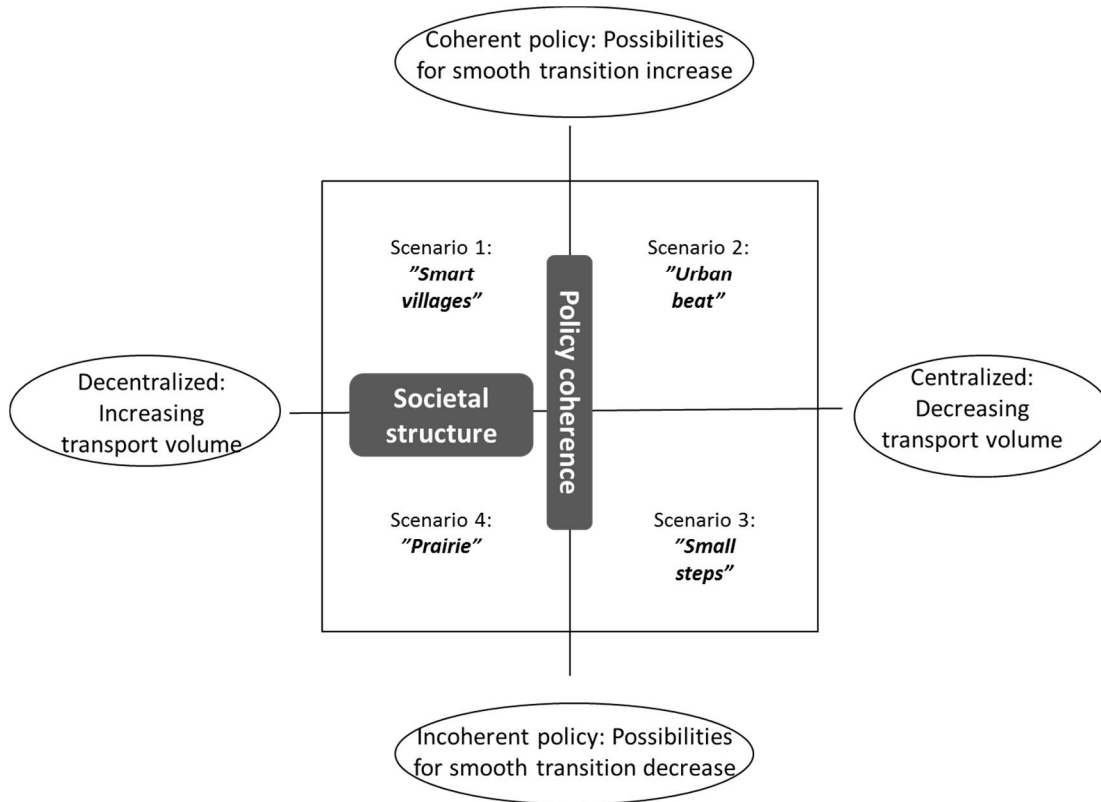 Coherent policy: Possibilities
for smooth transition increase
Scenario 1:
”Smart
villages”
Scenario 2:
”Urban
beat”
Policy coherence
Decentralized:
Increasing
transport volume
Societal
structure
Centralized:
Decreasing
transport volume
Scenario 4:
”Prairie”
Scenario 3:
”Small
steps”
Incoherent policy: Possibilities
for smooth transition decrease